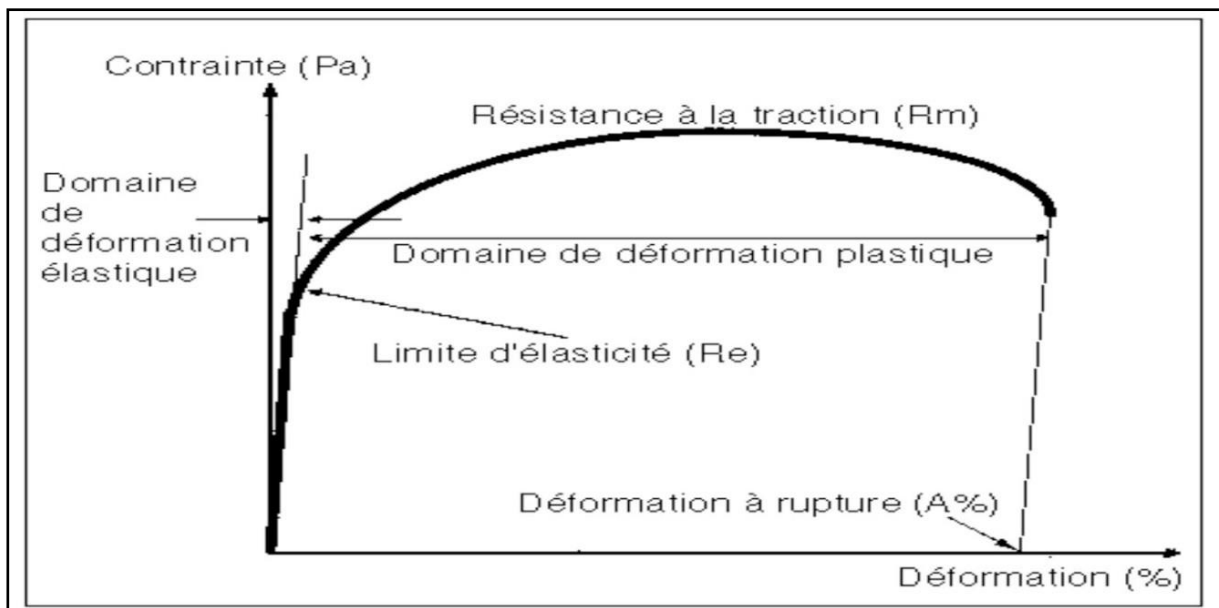 Contrainte (Pa)
Résistance à la traction (Rm)
Domaine
de
déformation
élastique
Domaine de déformation plastique
Limite d'élasticité (Re)
Déformation à rupture (A%)
Déformation (%)